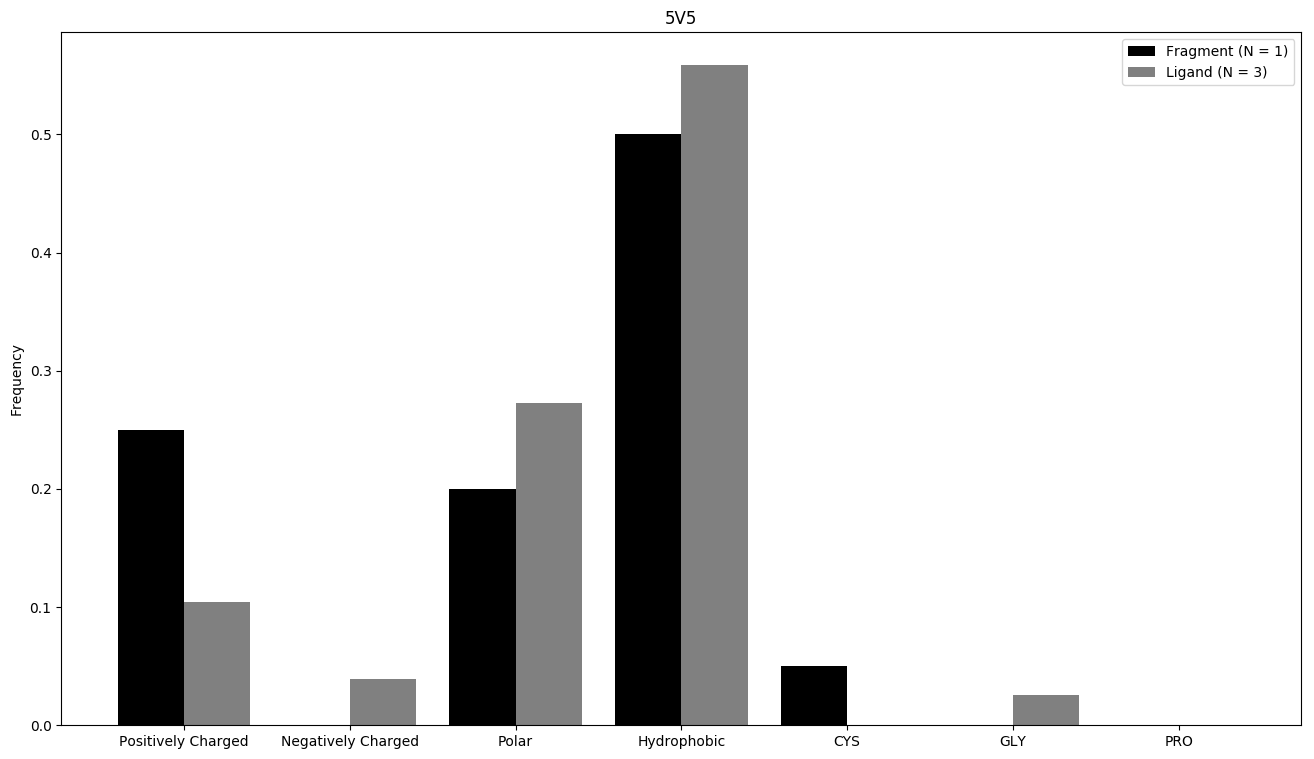 5V5
Fragment (N = 1)
Ligand (N = 3)
Frequency
0.5
0.4
0.3
0.2
0.1
0.0
Positively Charged
Negatively Charged
Polar
Hydrophobic
CYS
GLY
PRO